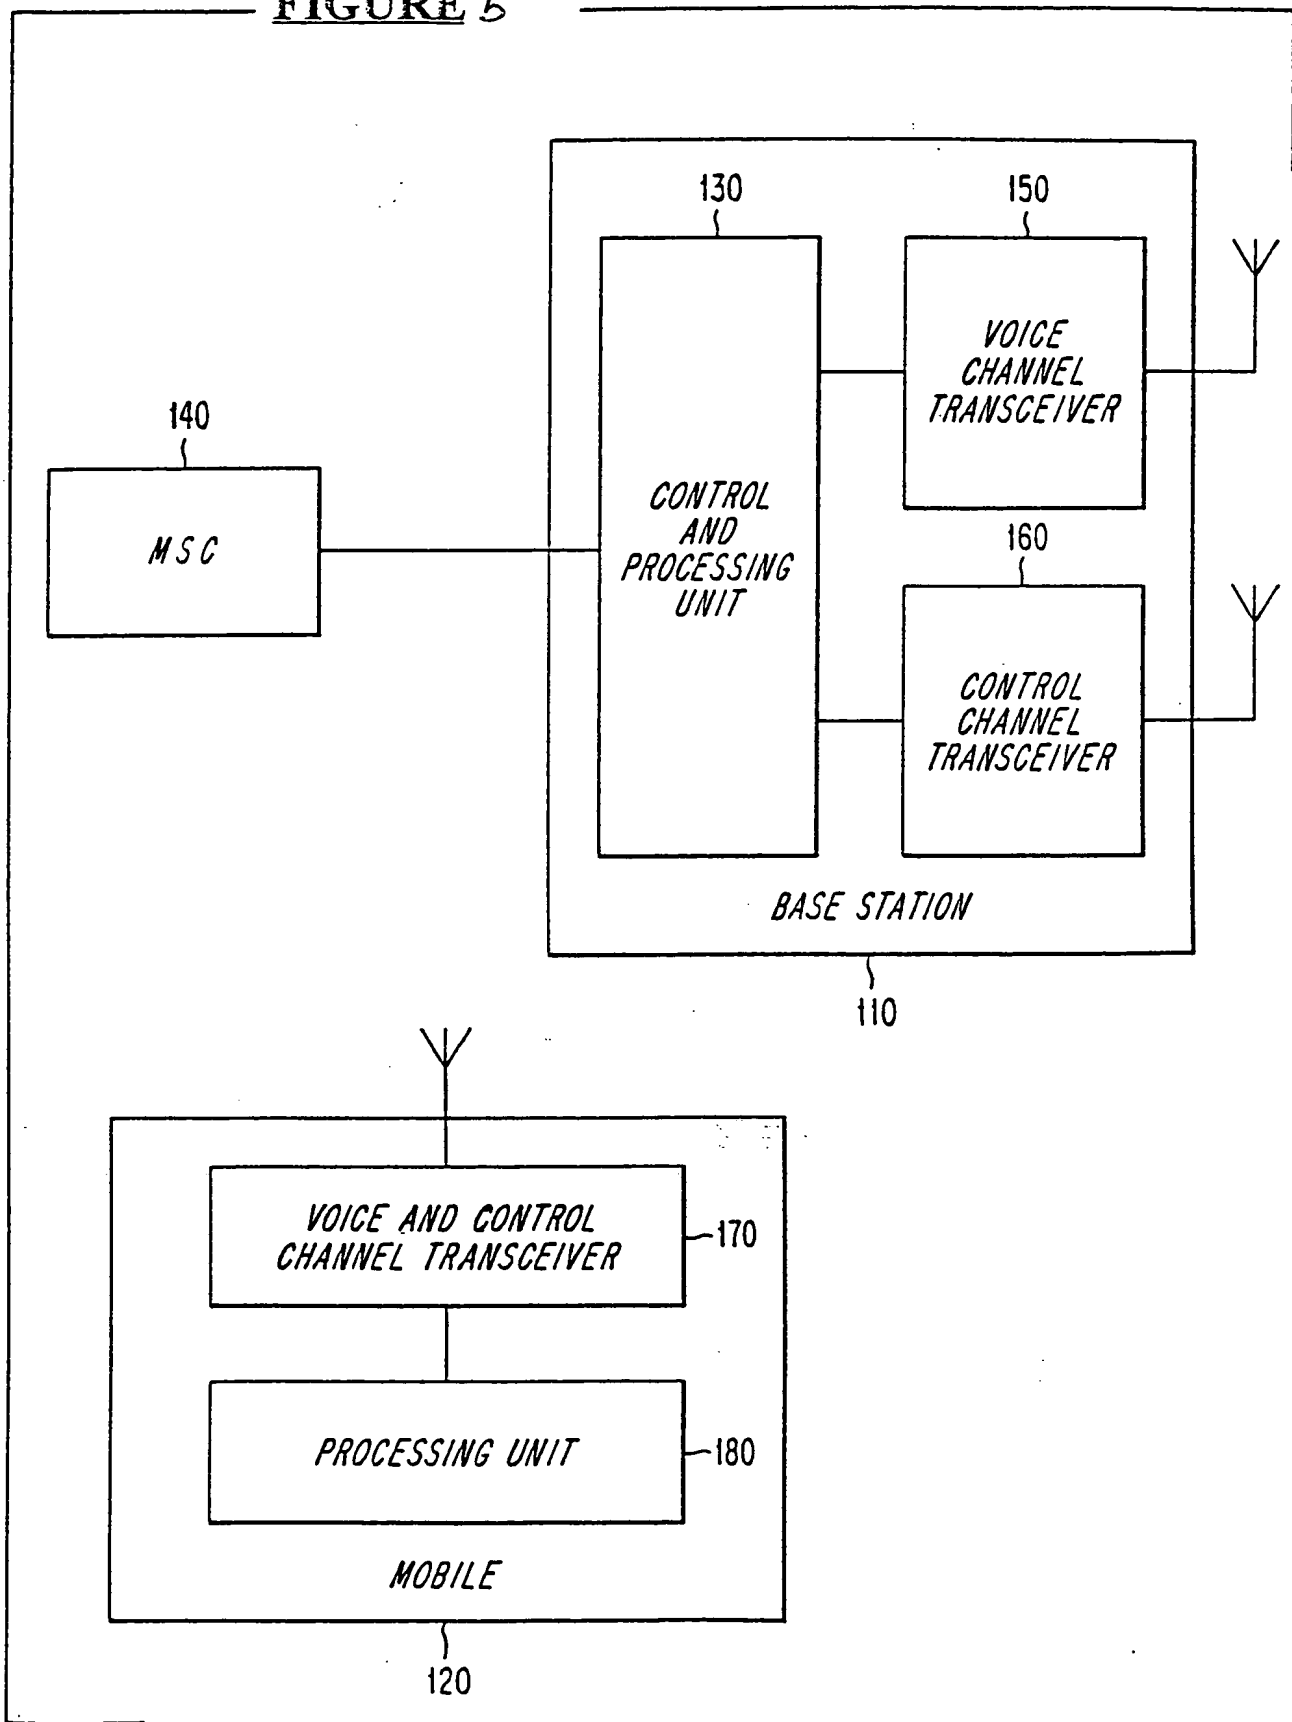 FIGURE 5
130
150
VOICE
CHANNEL
TRANSCEIVER
140
MSC
CONTROL
AND
PROCESSING
UNIT
160
CONTROL
CHANNEL
TRANSCEIVER
BASE STATION
110
VOICE AND CONTROL
CHANNEL TRANSCEIVER
170
PROCESSING UNIT
180
MOBILE
120